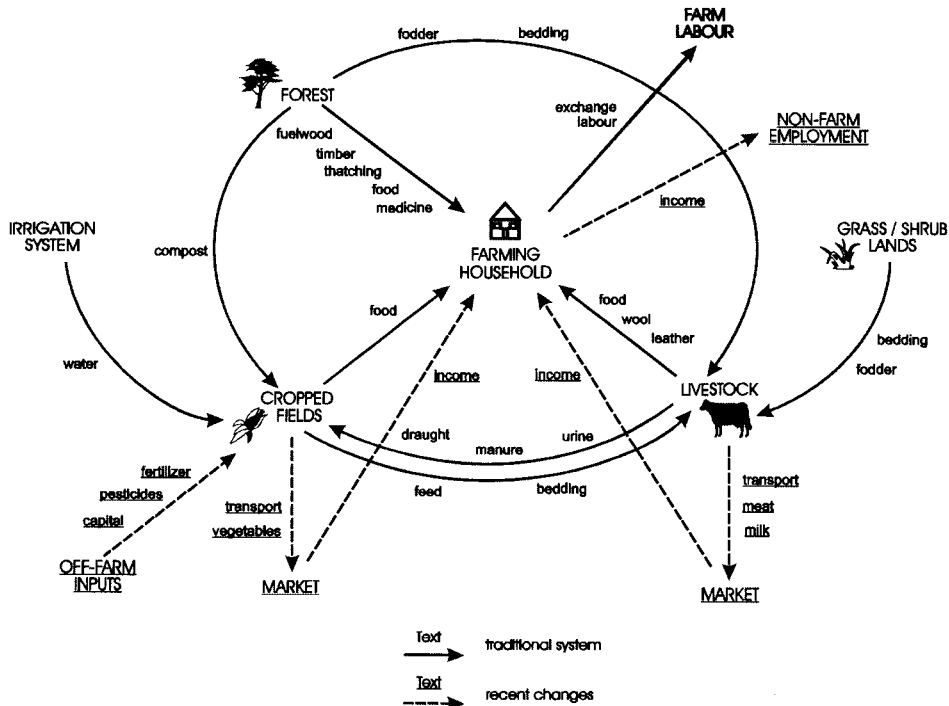 FARM
LABOUR
fodder
bedding
FOREST
exchange
labour
NON-FARM
EMPLOYMENT
fuelwood
timber
thatching
food
medicine
income
IRRIGATION
SYSTEM
GRASS / SHRUB
LANDS
compost
FARMING
HOUSEHOLD
food
food
wool
leather
bedding
fodder
water
income
income
CROPPED
FIELDS
LIVESTOCK
draught
manure
urine
feed
bedding
fertilizer
pesticides
capital
transport
vegetables
transport
meat
milk
OFF-FARM
INPUTS
MARKET
MARKET
Text
traditional system
Text
recent changes